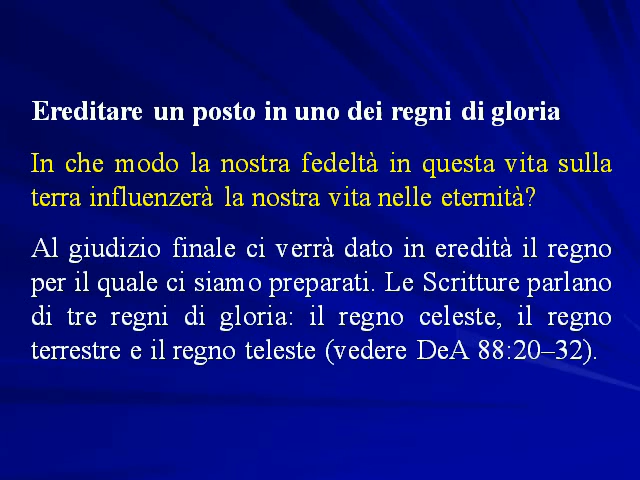 Ereditare un posto in uno dei regni di gloria
In che modo la nostra fedeltà in questa vita sulla
terra influenzerà la nostra vita nelle eternità?
Al giudizio finale ci verrà dato in eredità il regno
per il quale ci siamo preparati. Le Scritture parlano
di tre regni di gloria: il regno celeste, il regno
terrestre e il regno teleste (vedere DeA 88:20–32).